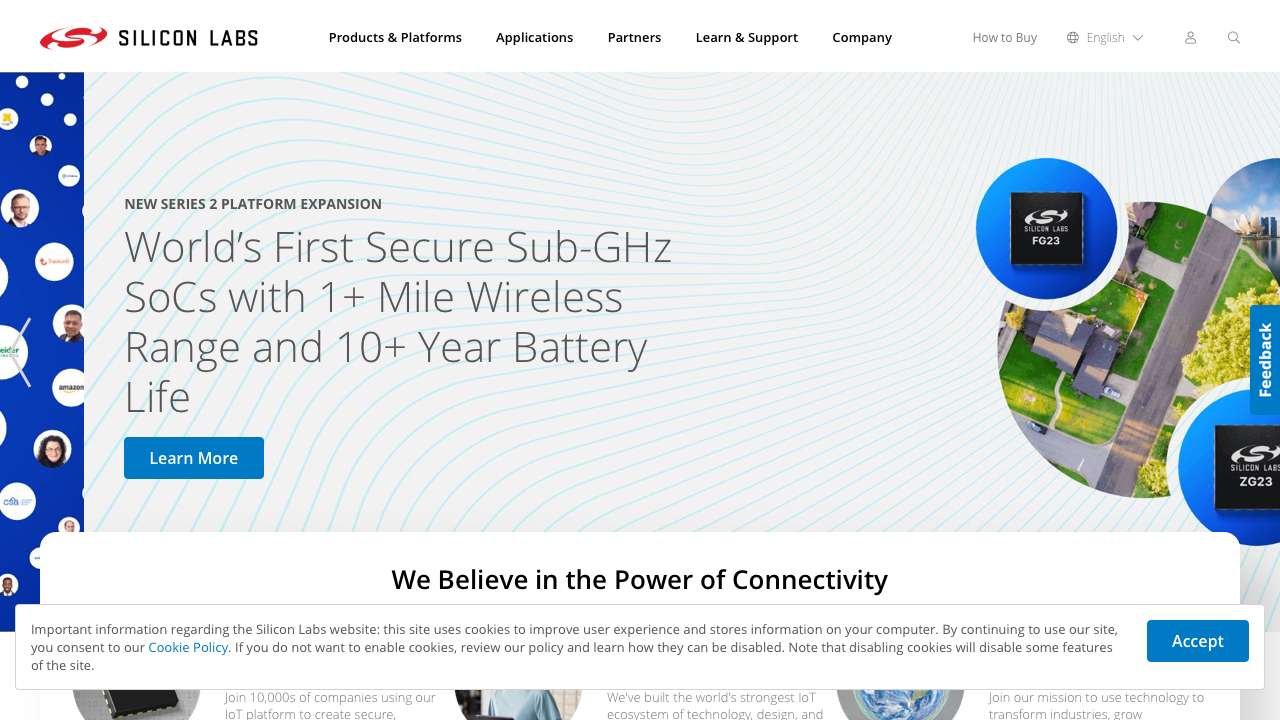 SILICON LABS
Products & Platforms
Applications
Partners
Learn & Support
Company
How to Buy
English
NEW SERIES 2 PLATFORM EXPANSION
World's First Secure Sub-GHz
SoCs with 1+ Mile Wireless
Range and 10+ Year Battery
Life
Learn More
SILICON LABS
FG23
SILICON LABS
ZG23
Feedback
amazon
csa
We Believe in the Power of Connectivity
Important information regarding the Silicon Labs website: this site uses cookies to improve user experience and stores information on your computer. By continuing to use our site,
you consent to our Cookie Policy. If you do not want to enable cookies, review our policy and learn how they can be disabled. Note that disabling cookies will disable some features
of the site.
Accept
Join 10,000s of companies using our
IoT platform to create secure,
We've built the world's strongest IoT
ecosystem of technology, design, and
Join our mission to use technology to
transform industries, grow